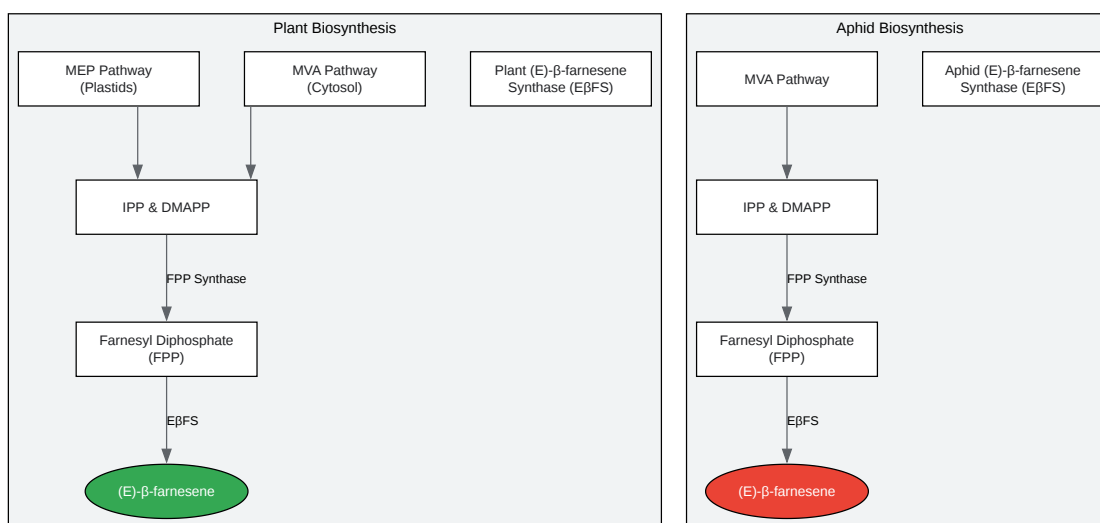 Plant Biosynthesis
MEP Pathway
(Plastids)
MVA Pathway
(Cytosol)
Plant (E)-β-farnesene
Synthase (EβFS)
IPP & DMAPP
FPP Synthase
Farnesyl Diphosphate
(FPP)
EβFS
(E)-β-farnesene
Aphid Biosynthesis
MVA Pathway
Aphid (E)-β-farnesene
Synthase (EβFS)
IPP & DMAPP
FPP Synthase
Farnesyl Diphosphate
(FPP)
EβFS
(E)-β-farnesene